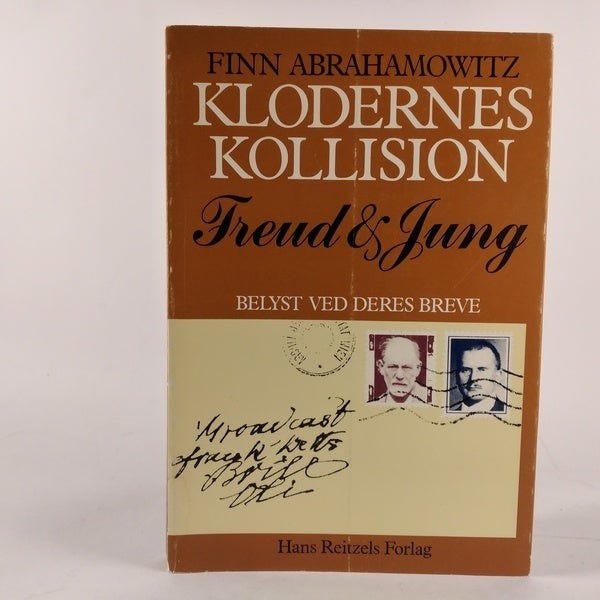 FINN ABRAHAMOWITZ
KLODERNES
KOLLISION
Freud & Jung
BELYST VED DERES BREVE
Hans Reitzels Forlag